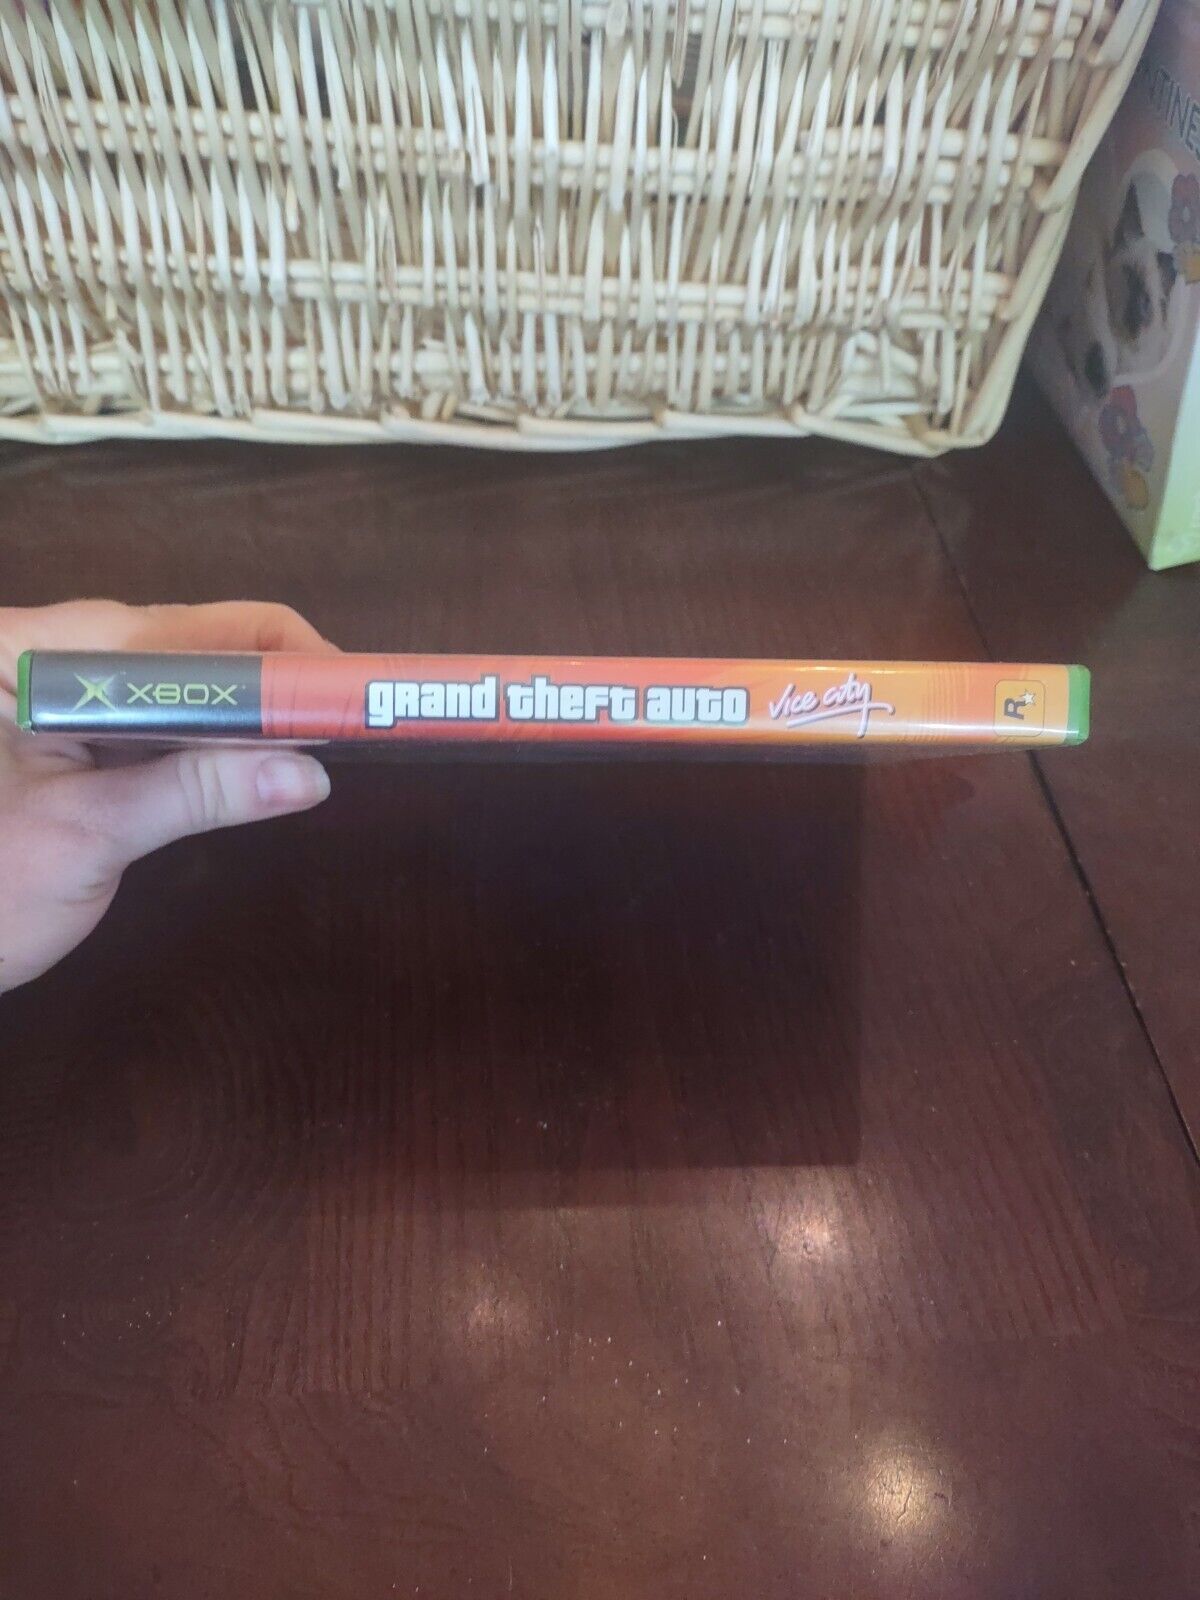 XBOX
grand theft auto vice city
R